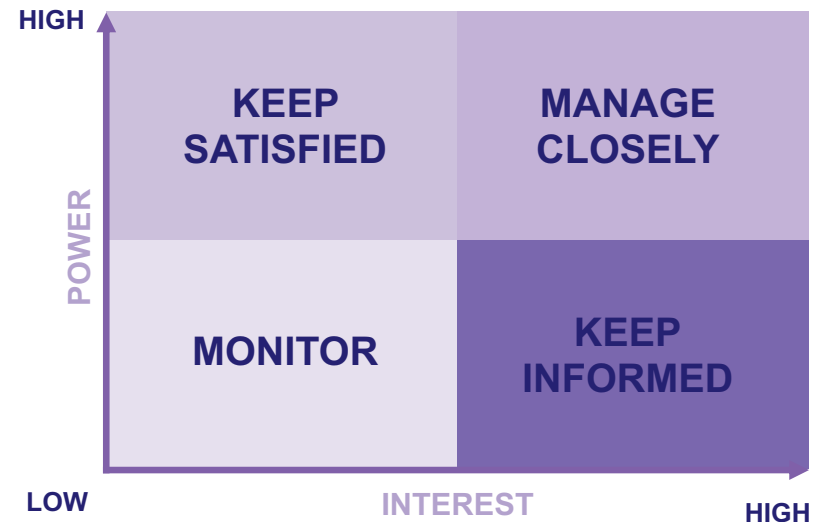 HIGH
KEEP
SATISFIED
MANAGE
CLOSELY
POWER
MONITOR
KEEP
INFORMED
LOW
INTEREST
HIGH